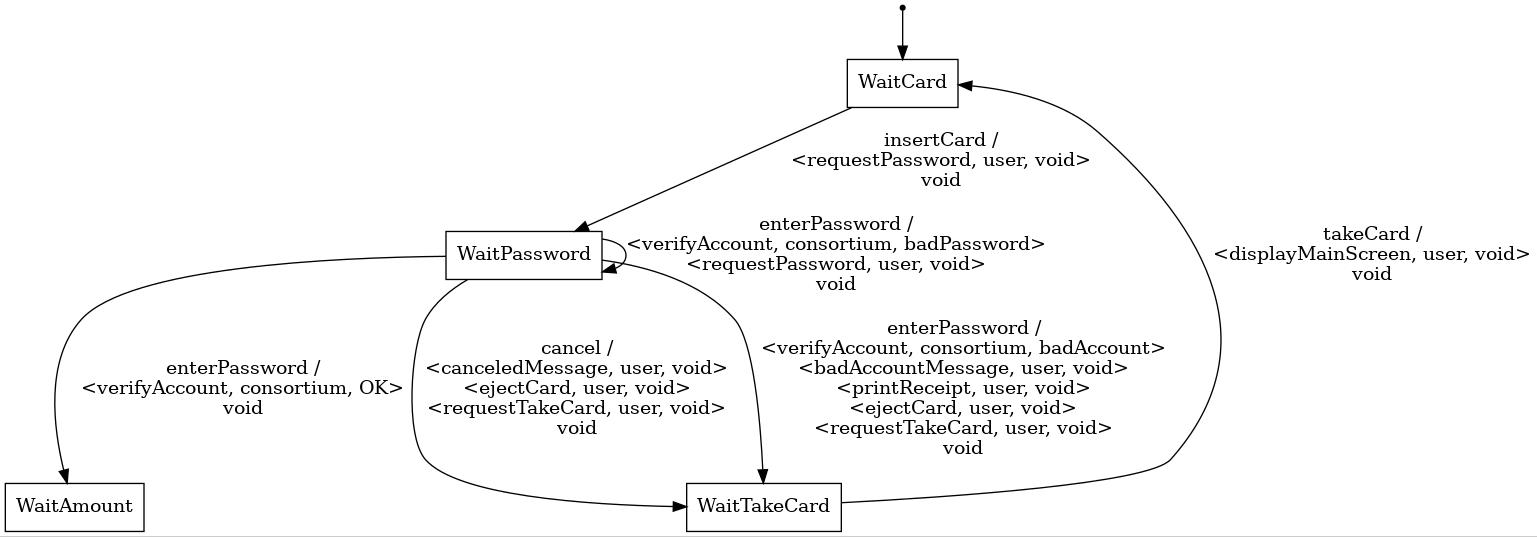 WaitCard
insertCard /
<requestPassword, user, void>
void
WaitPassword
enterPassword /
<verifyAccount, consortium, badPassword>
<requestPassword, user, void>
void
takeCard /
<displayMainScreen, user, void>
void
enterPassword /
<verifyAccount, consortium, OK>
void
cancel /
<canceledMessage, user, void>
<ejectCard, user, void>
<requestTakeCard, user, void>
void
enterPassword /
<verifyAccount, consortium, badAccount>
<badAccountMessage, user, void>
<printReceipt, user, void>
<ejectCard, user, void>
<requestTakeCard, user, void>
void
WaitAmount
WaitTakeCard